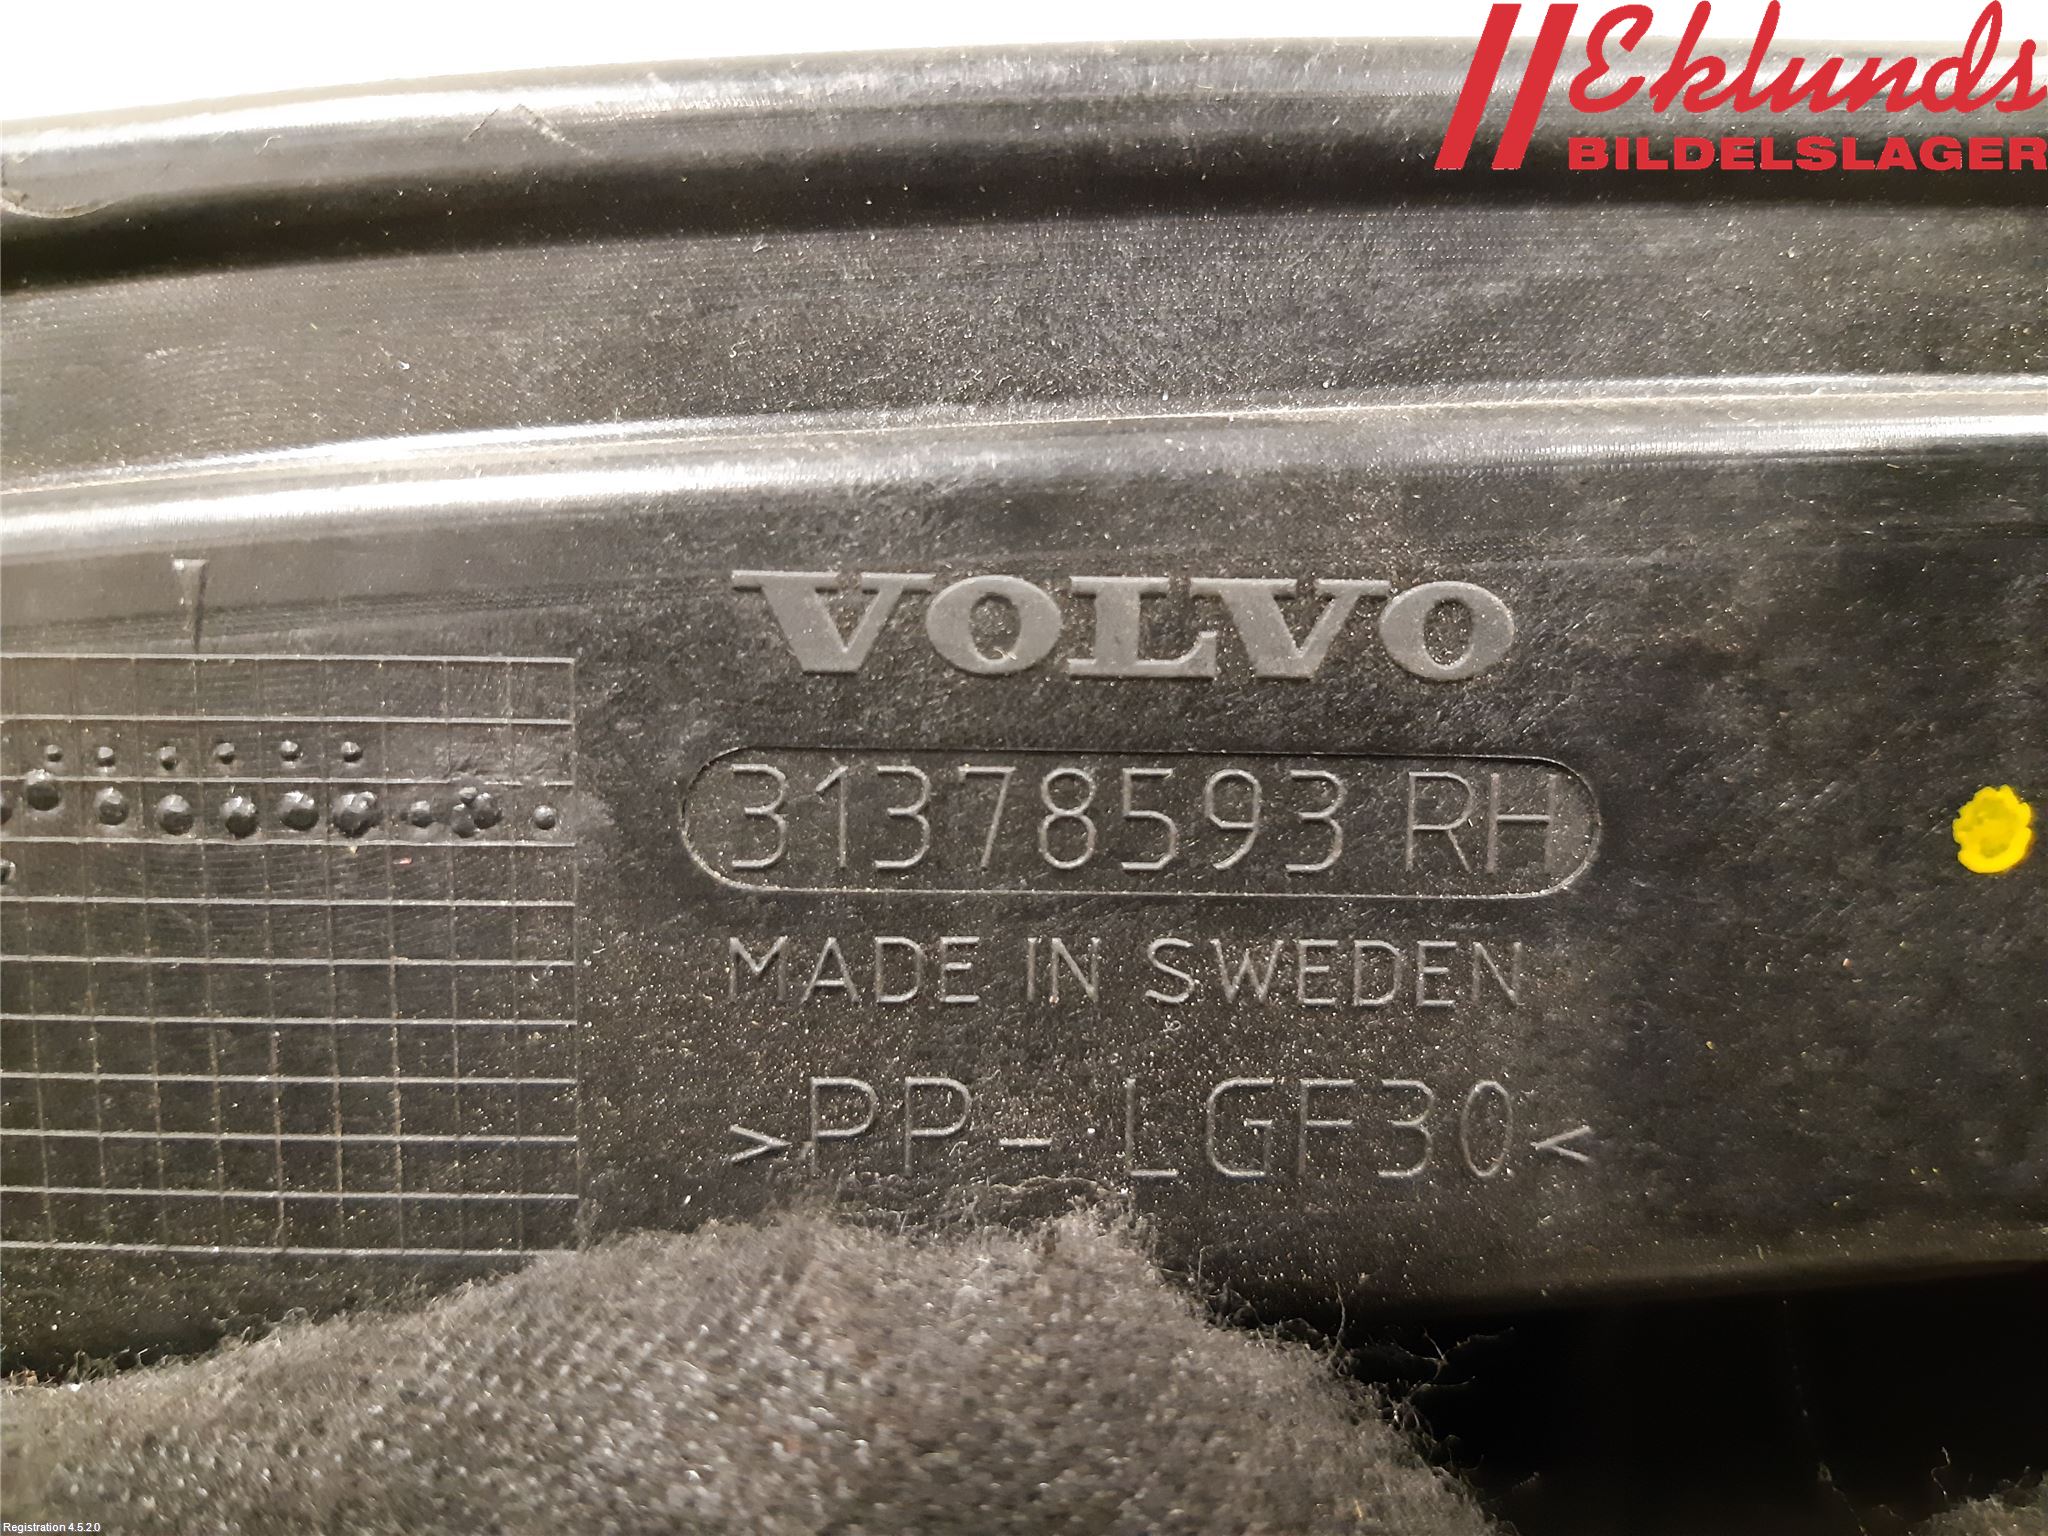 Eklunds
BILDELSLAGER
VOLVO
31378593 RH
MADE IN SWEDEN
>PP-LGF30<
Registration 4.5.2.0